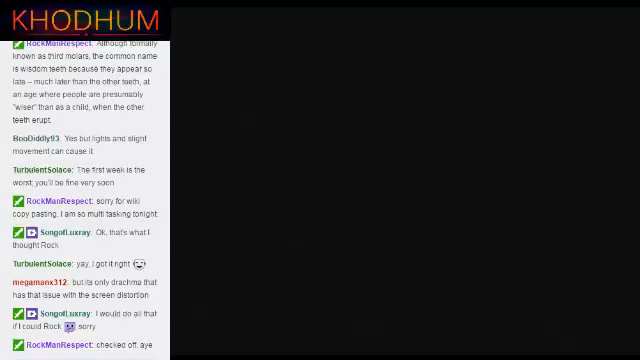 KHODHUM
RockManRespect: Although formally
known as third molars, the common name
is wisdom teeth because they appear so
late – much later than the other teeth, at
an age where people are presumably
"wiser" than as a child, when the other
teeth erupt.
BooDiddly93: Yes but lights and slight
movement can cause it
TurbulentSolace: The first week is the
worst; you'll be fine very soon
RockManRespect: sorry for wiki
copy pasting, I am so multi tasking tonight
SongofLuxray: Ok, that's what I
thought Rock
TurbulentSolace: yay, I got it right
megamanx312: but its only drachma that
has that issue with the screen distortion
SongofLuxray: I would do all that
if I could Rock sorry
RockManRespect: checked off, aye